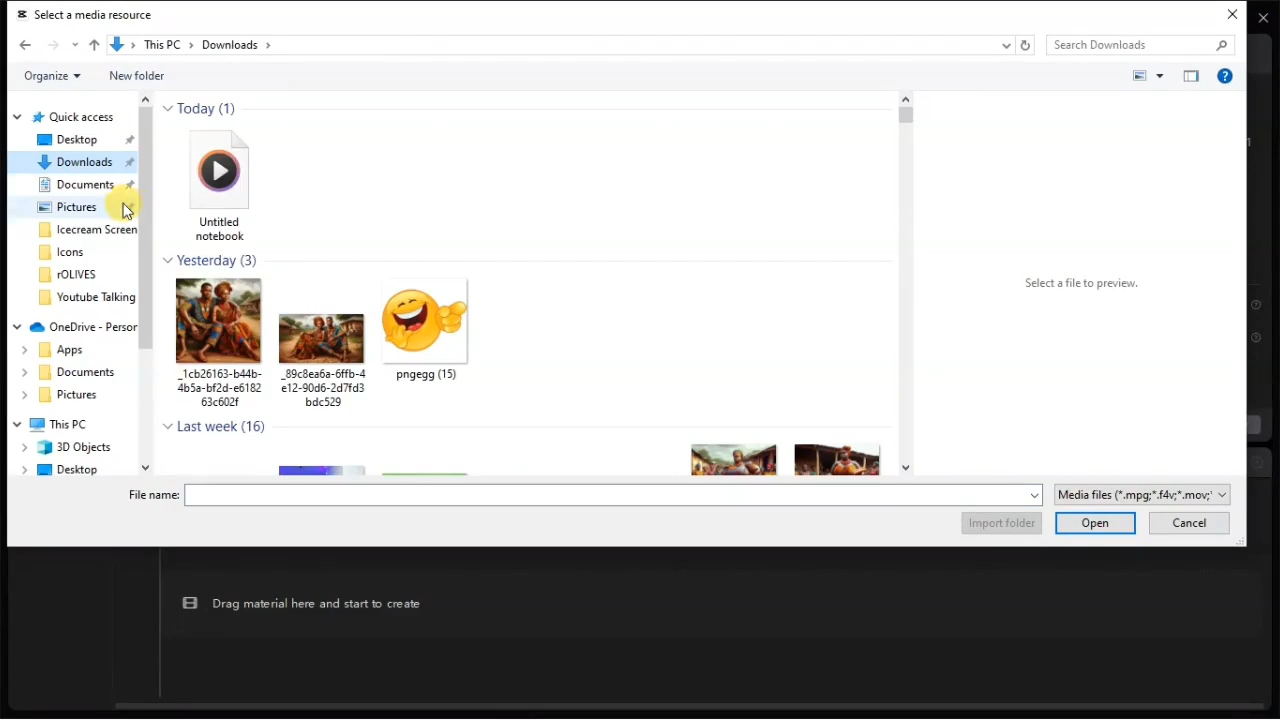 Select a media resource
This PC
Downloads
Search Downloads
Organize
New folder
Quick access
Desktop
Downloads
Documents
Pictures
Icecream Screen
Icons
rOLIVES
Youtube Talking
OneDrive - Person
Apps
Documents
Pictures
This PC
3D Objects
Desktop
Today (1)
Untitled
notebook
Yesterday (3)
_1cb26163-b44b-
4b5a-bf2d-e6182
63c602f
_89c8ea6a-6ffb-4
e12-90d6-2d7fd3
bdc529
pngegg (15)
Last week (16)
Select a file to preview.
File name:
Media files (*.mpg;*.f4v;*.mov;*
Import folder
Open
Cancel
Drag material here and start to create